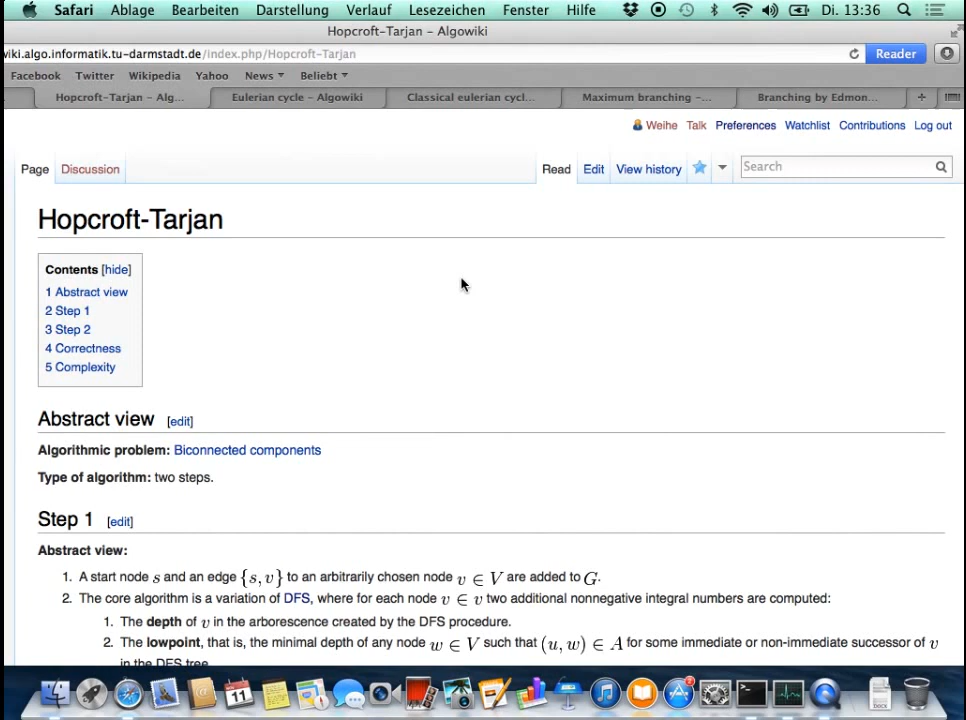 Safari Ablage Bearbeiten Darstellung Verlauf Lesezeichen Fenster Hilfe Di. 13:36
Hopcroft-Tarjan – Algowiki
wiki.algo.informatik.tu-darmstadt.de/index.php/Hopcroft-Tarjan Reader
Facebook Twitter Wikipedia Yahoo News Beliebt
Hopcroft-Tarjan – Alg... Eulerian cycle – Algowiki Classical eulerian cycl... Maximum branching –... Branching by Edmon... +
Weihe Talk Preferences Watchlist Contributions Log out
Page Discussion Read Edit View history Search
Hopcroft-Tarjan
Contents [hide]
1 Abstract view
2 Step 1
3 Step 2
4 Correctness
5 Complexity
Abstract view [edit]
Algorithmic problem: Biconnected components
Type of algorithm: two steps.
Step 1 [edit]
Abstract view:
1. A start node s and an edge {s, v} to an arbitrarily chosen node v ∈ V are added to G.
2. The core algorithm is a variation of DFS, where for each node v ∈ v two additional nonnegative integral numbers are computed:
1. The depth of v in the arborescence created by the DFS procedure.
2. The lowpoint, that is, the minimal depth of any node w ∈ V such that (u, w) ∈ A for some immediate or non-immediate successor of v
in the DFS tree
11
7
DOCX